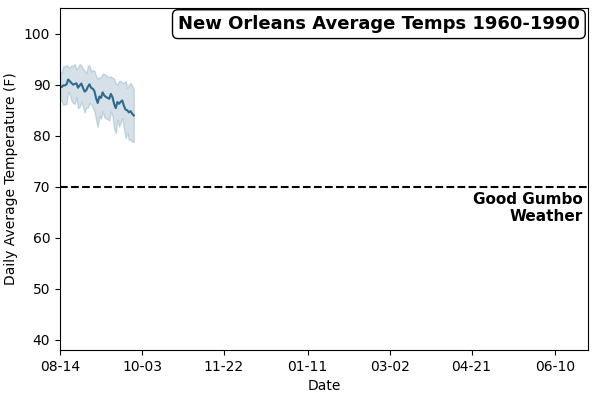 New Orleans Average Temps 1960-1990
Daily Average Temperature (F)
100
90
80
70
60
50
40
Good Gumbo
Weather
08-14 10-03 11-22 01-11 03-02 04-21 06-10
Date